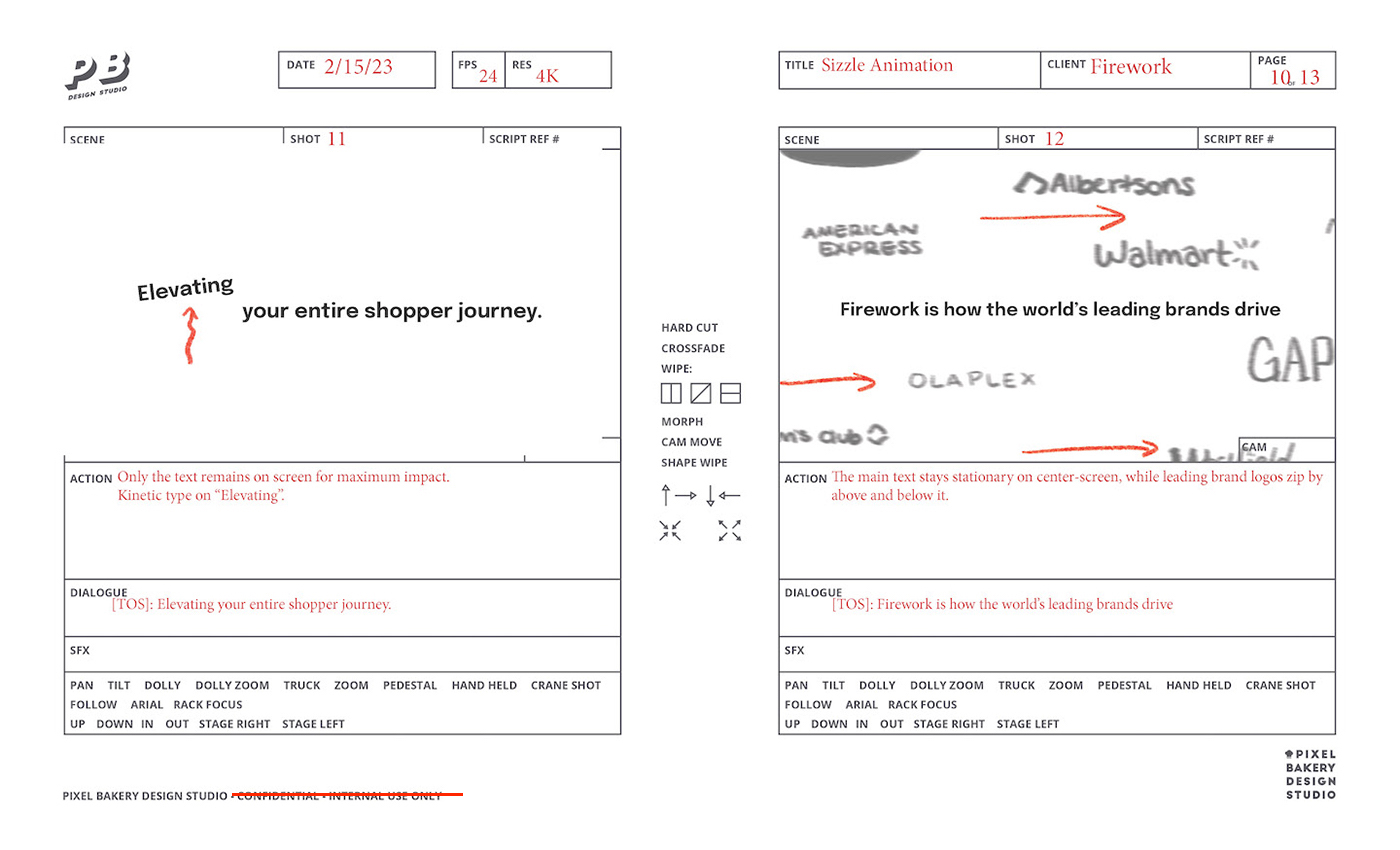 PB
DESIGN STUDIO
DATE 2/15/23
FPS 24
RES 4K
TITLE Sizzle Animation
CLIENT Firework
PAGE
10 OF 13
SCENE
SHOT 11
SCRIPT REF #
Elevating
your entire shopper journey.
ACTION Only the text remains on screen for maximum impact.
Kinetic type on “Elevating”.
DIALOGUE
[TOS]: Elevating your entire shopper journey.
SFX
PAN TILT DOLLY DOLLY ZOOM TRUCK ZOOM PEDESTAL HAND HELD CRANE SHOT
FOLLOW ARIAL RACK FOCUS
UP DOWN IN OUT STAGE RIGHT STAGE LEFT
HARD CUT
CROSSFADE
WIPE:
MORPH
CAM MOVE
SHAPE WIPE
SCENE
SHOT 12
SCRIPT REF #
Albertsons
AMERICAN
EXPRESS
Walmart
Firework is how the world’s leading brands drive
GAP
OLAPLEX
m's club
CAM
ACTION The main text stays stationary on center-screen, while leading brand logos zip by
above and below it.
DIALOGUE
[TOS]: Firework is how the world’s leading brands drive
SFX
PAN TILT DOLLY DOLLY ZOOM TRUCK ZOOM PEDESTAL HAND HELD CRANE SHOT
FOLLOW ARIAL RACK FOCUS
UP DOWN IN OUT STAGE RIGHT STAGE LEFT
PIXEL BAKERY DESIGN STUDIO - CONFIDENTIAL - INTERNAL USE ONLY
PIXEL
BAKERY
DESIGN
STUDIO